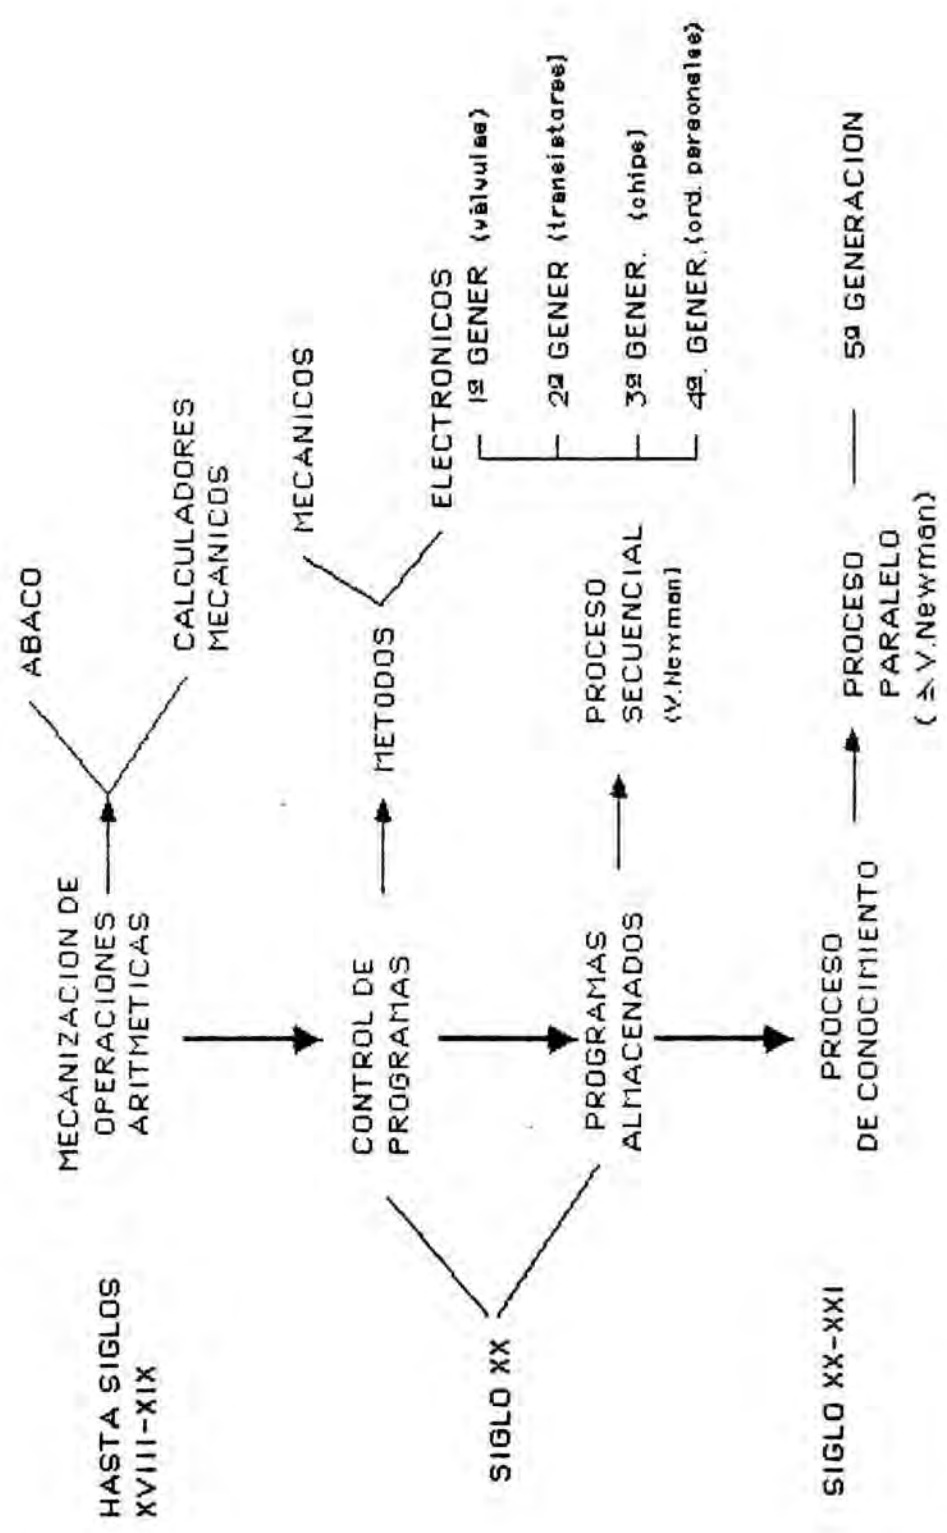 HASTA SIGLOS
XVIII-XIX
MECANIZACION DE
OPERACIONES
ARITMETICAS
ABACO
CALCULADORES
MECANICOS
SIGLO XX
CONTROL DE
PROGRAMAS
METODOS
MECANICOS
ELECTRONICOS
PROGRAMAS
ALMACENADOS
PROCESO
SECUENCIAL
(V.Newman)
1ª GENER (válvulas)
2ª GENER (transistores)
3ª GENER. (chips)
4ª. GENER. (ord. personales)
SIGLO XX-XXI
PROCESO
DE CONOCIMIENTO
PROCESO
PARALELO
(≥V.Newman)
5ª GENERACION